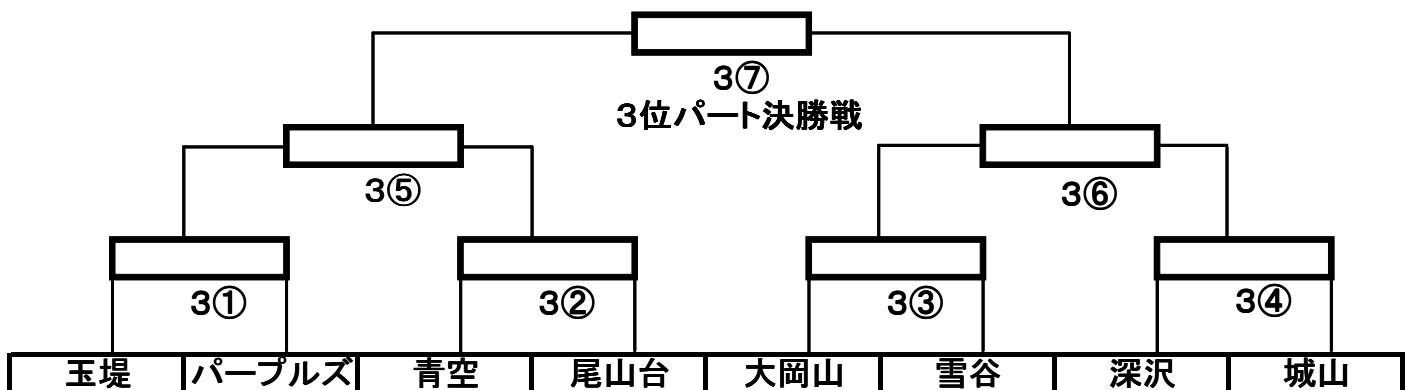 3⑦
3位パート決勝戦
3⑤
3⑥
3①
3②
3③
3④
玉堤
パープルズ
青空
尾山台
大岡山
雪谷
深沢
城山